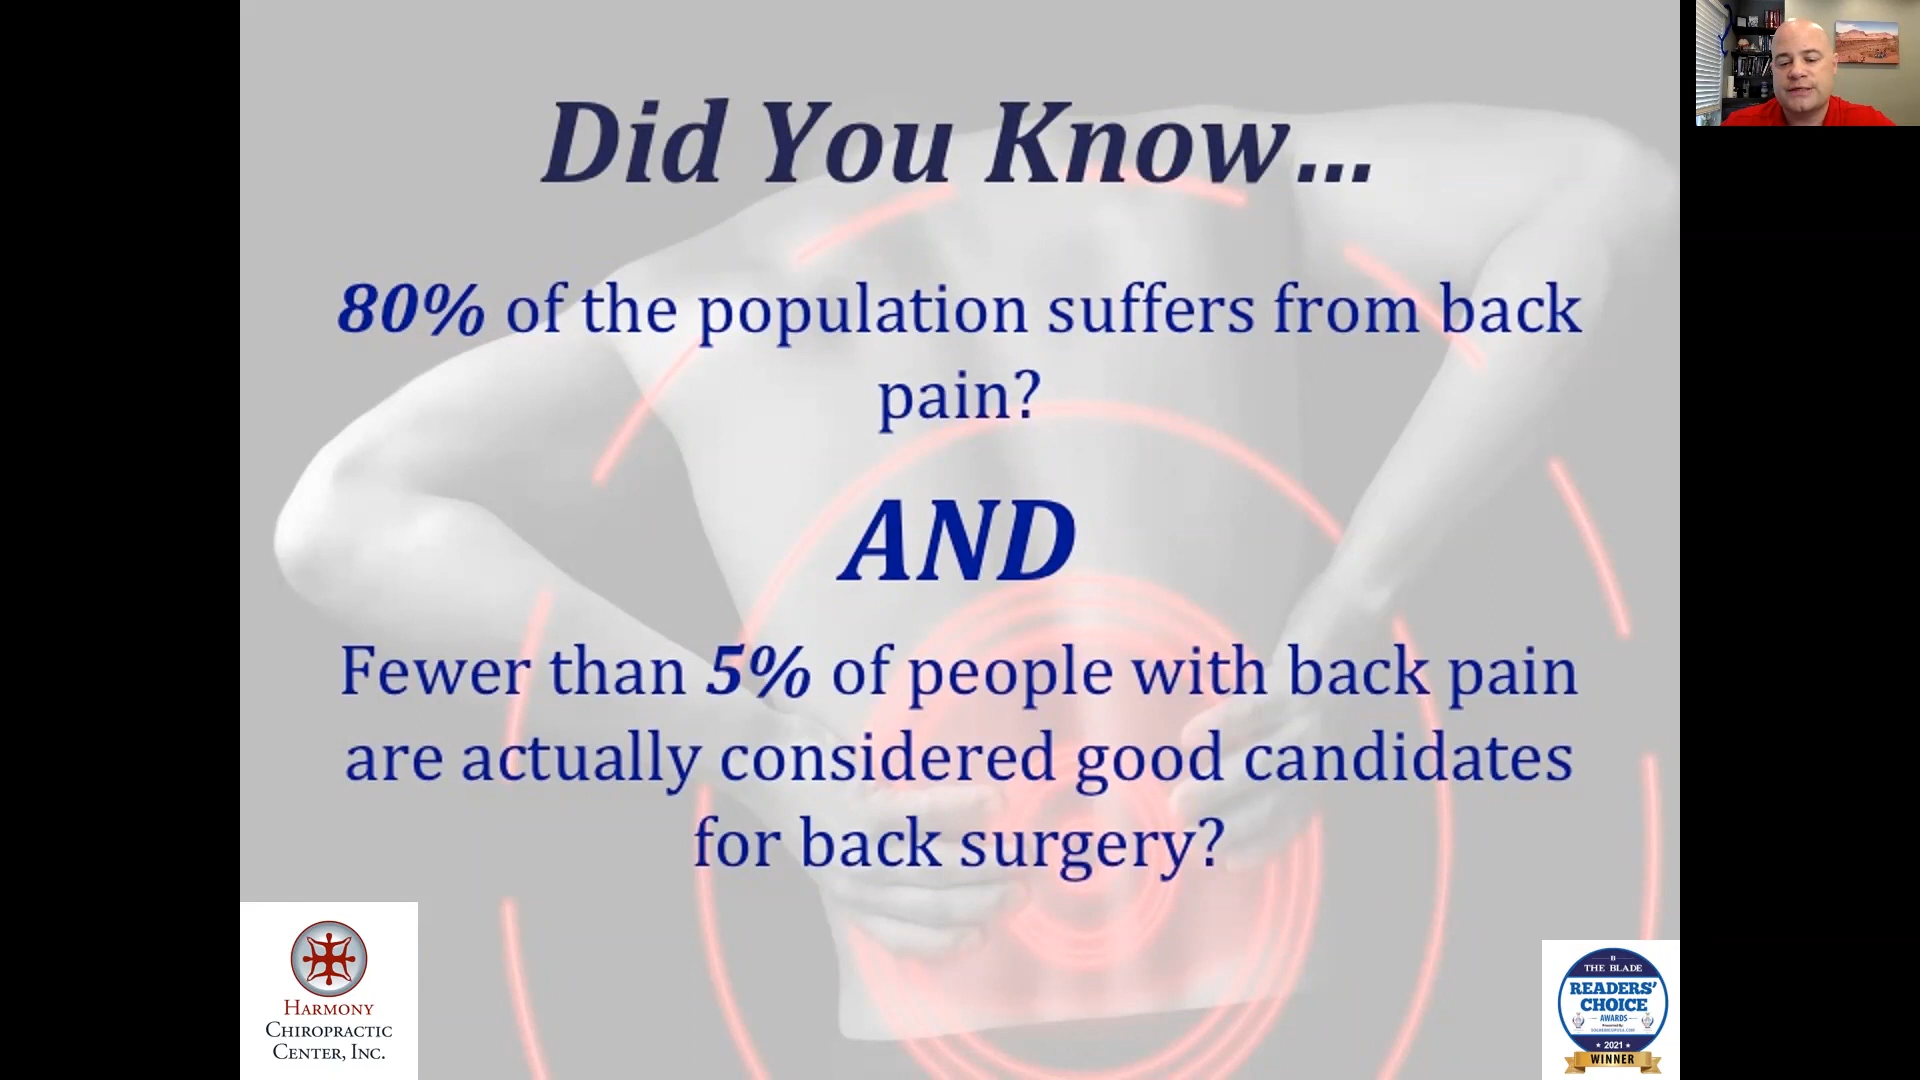 Did You Know...
80% of the population suffers from back
pain?
AND
Fewer than 5% of people with back pain
are actually considered good candidates
for back surgery?
HARMONY
CHIROPRACTIC
CENTER, INC.
B
THE BLADE
READERS'
CHOICE
AWARDS
2021
WINNER